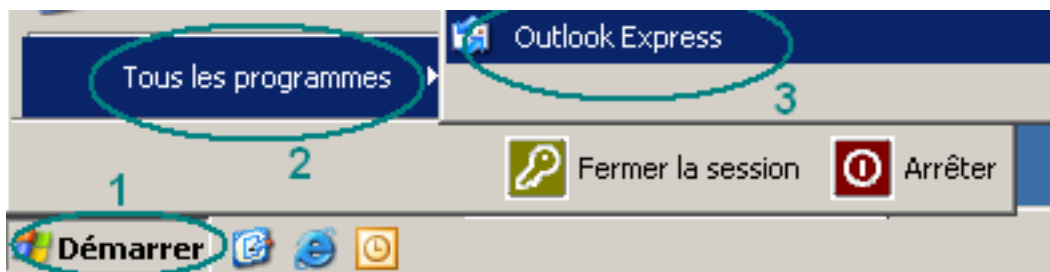 Outlook Express
Tous les programmes
3
2
Fermer la session Arrêter
1
Démarrer